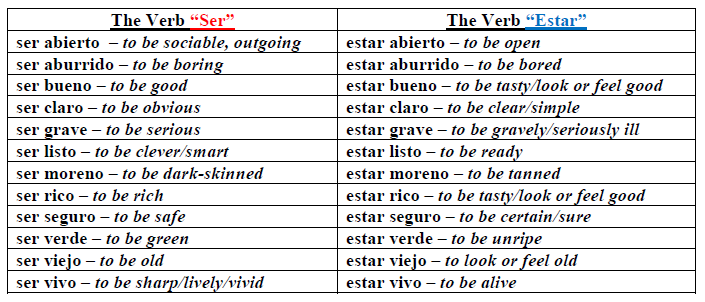 The Verb “Ser” The Verb “Estar”
ser abierto – to be sociable, outgoing estar abierto – to be open
ser aburrido – to be boring estar aburrido – to be bored
ser bueno – to be good estar bueno – to be tasty/look or feel good
ser claro – to be obvious estar claro – to be clear/simple
ser grave – to be serious estar grave – to be gravely/seriously ill
ser listo – to be clever/smart estar listo – to be ready
ser moreno – to be dark-skinned estar moreno – to be tanned
ser rico – to be rich estar rico – to be tasty/look or feel good
ser seguro – to be safe estar seguro – to be certain/sure
ser verde – to be green estar verde – to be unripe
ser viejo – to be old estar viejo – to look or feel old
ser vivo – to be sharp/lively/vivid estar vivo – to be alive